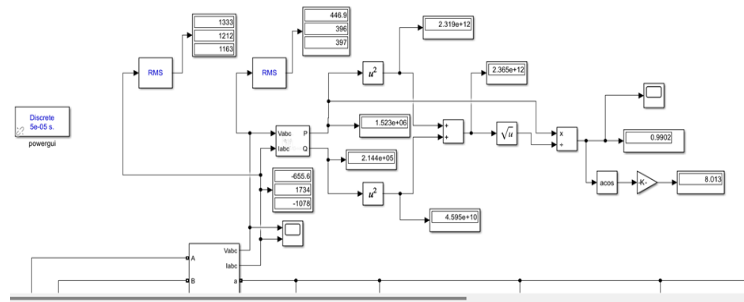 1333
1212
1163
446.9
396
397
2.319e+12
RMS
RMS
u²
2.365e+12
Discrete
5e-05 s.
powergui
Vabc
P
Iabc
Q
1.523e+06
+
+
√u
x
÷
0.9902
2.144e+05
-655.6
1734
-1078
u²
acos
-K-
8.013
4.595e+10
Vabc
A
Iabc
B
a